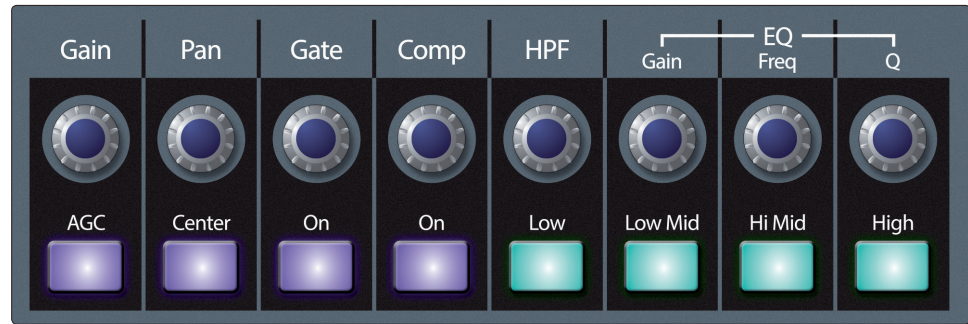 Gain Pan Gate Comp HPF EQ
Gain Freq Q
AGC Center On On Low Low Mid Hi Mid High